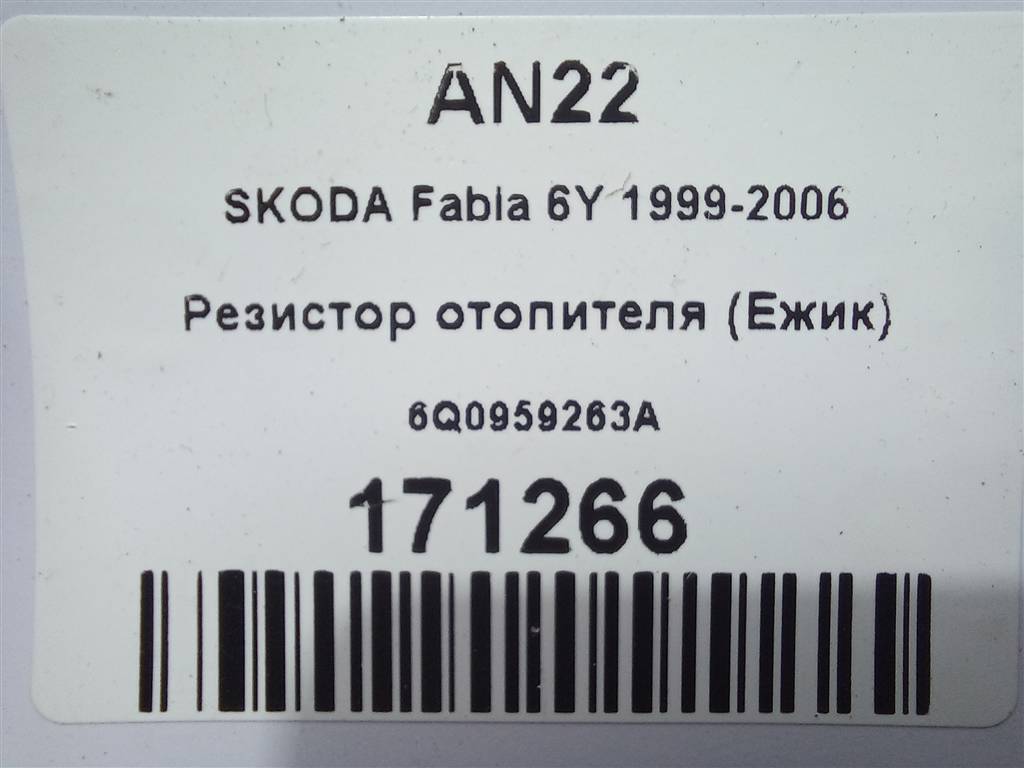 AN22
SKODA Fabia 6Y 1999-2006
Резистор отопителя (Ежик)
6Q0959263A
171266